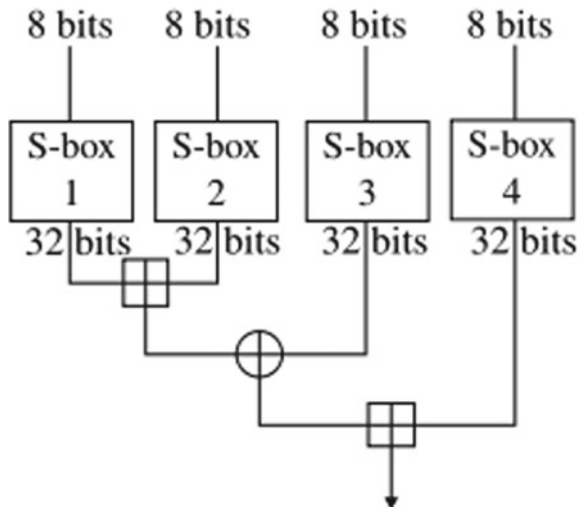 8 bits 8 bits 8 bits 8 bits
S-box S-box S-box S-box
1 2 3 4
32 bits 32 bits 32 bits 32 bits